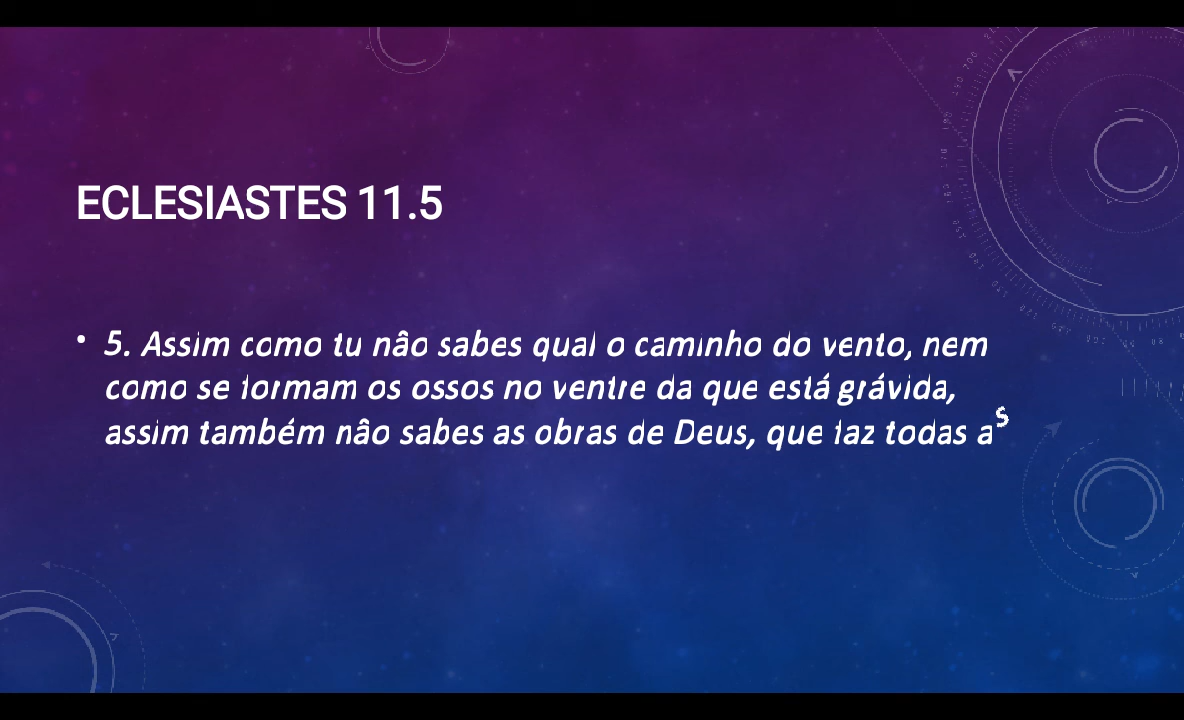 ECLESIASTES 11.5
• 5. Assim como tu não sabes qual o caminho do vento, nem
como se formam os ossos no ventre da que está grávida,
assim também não sabes as obras de Deus, que faz todas as